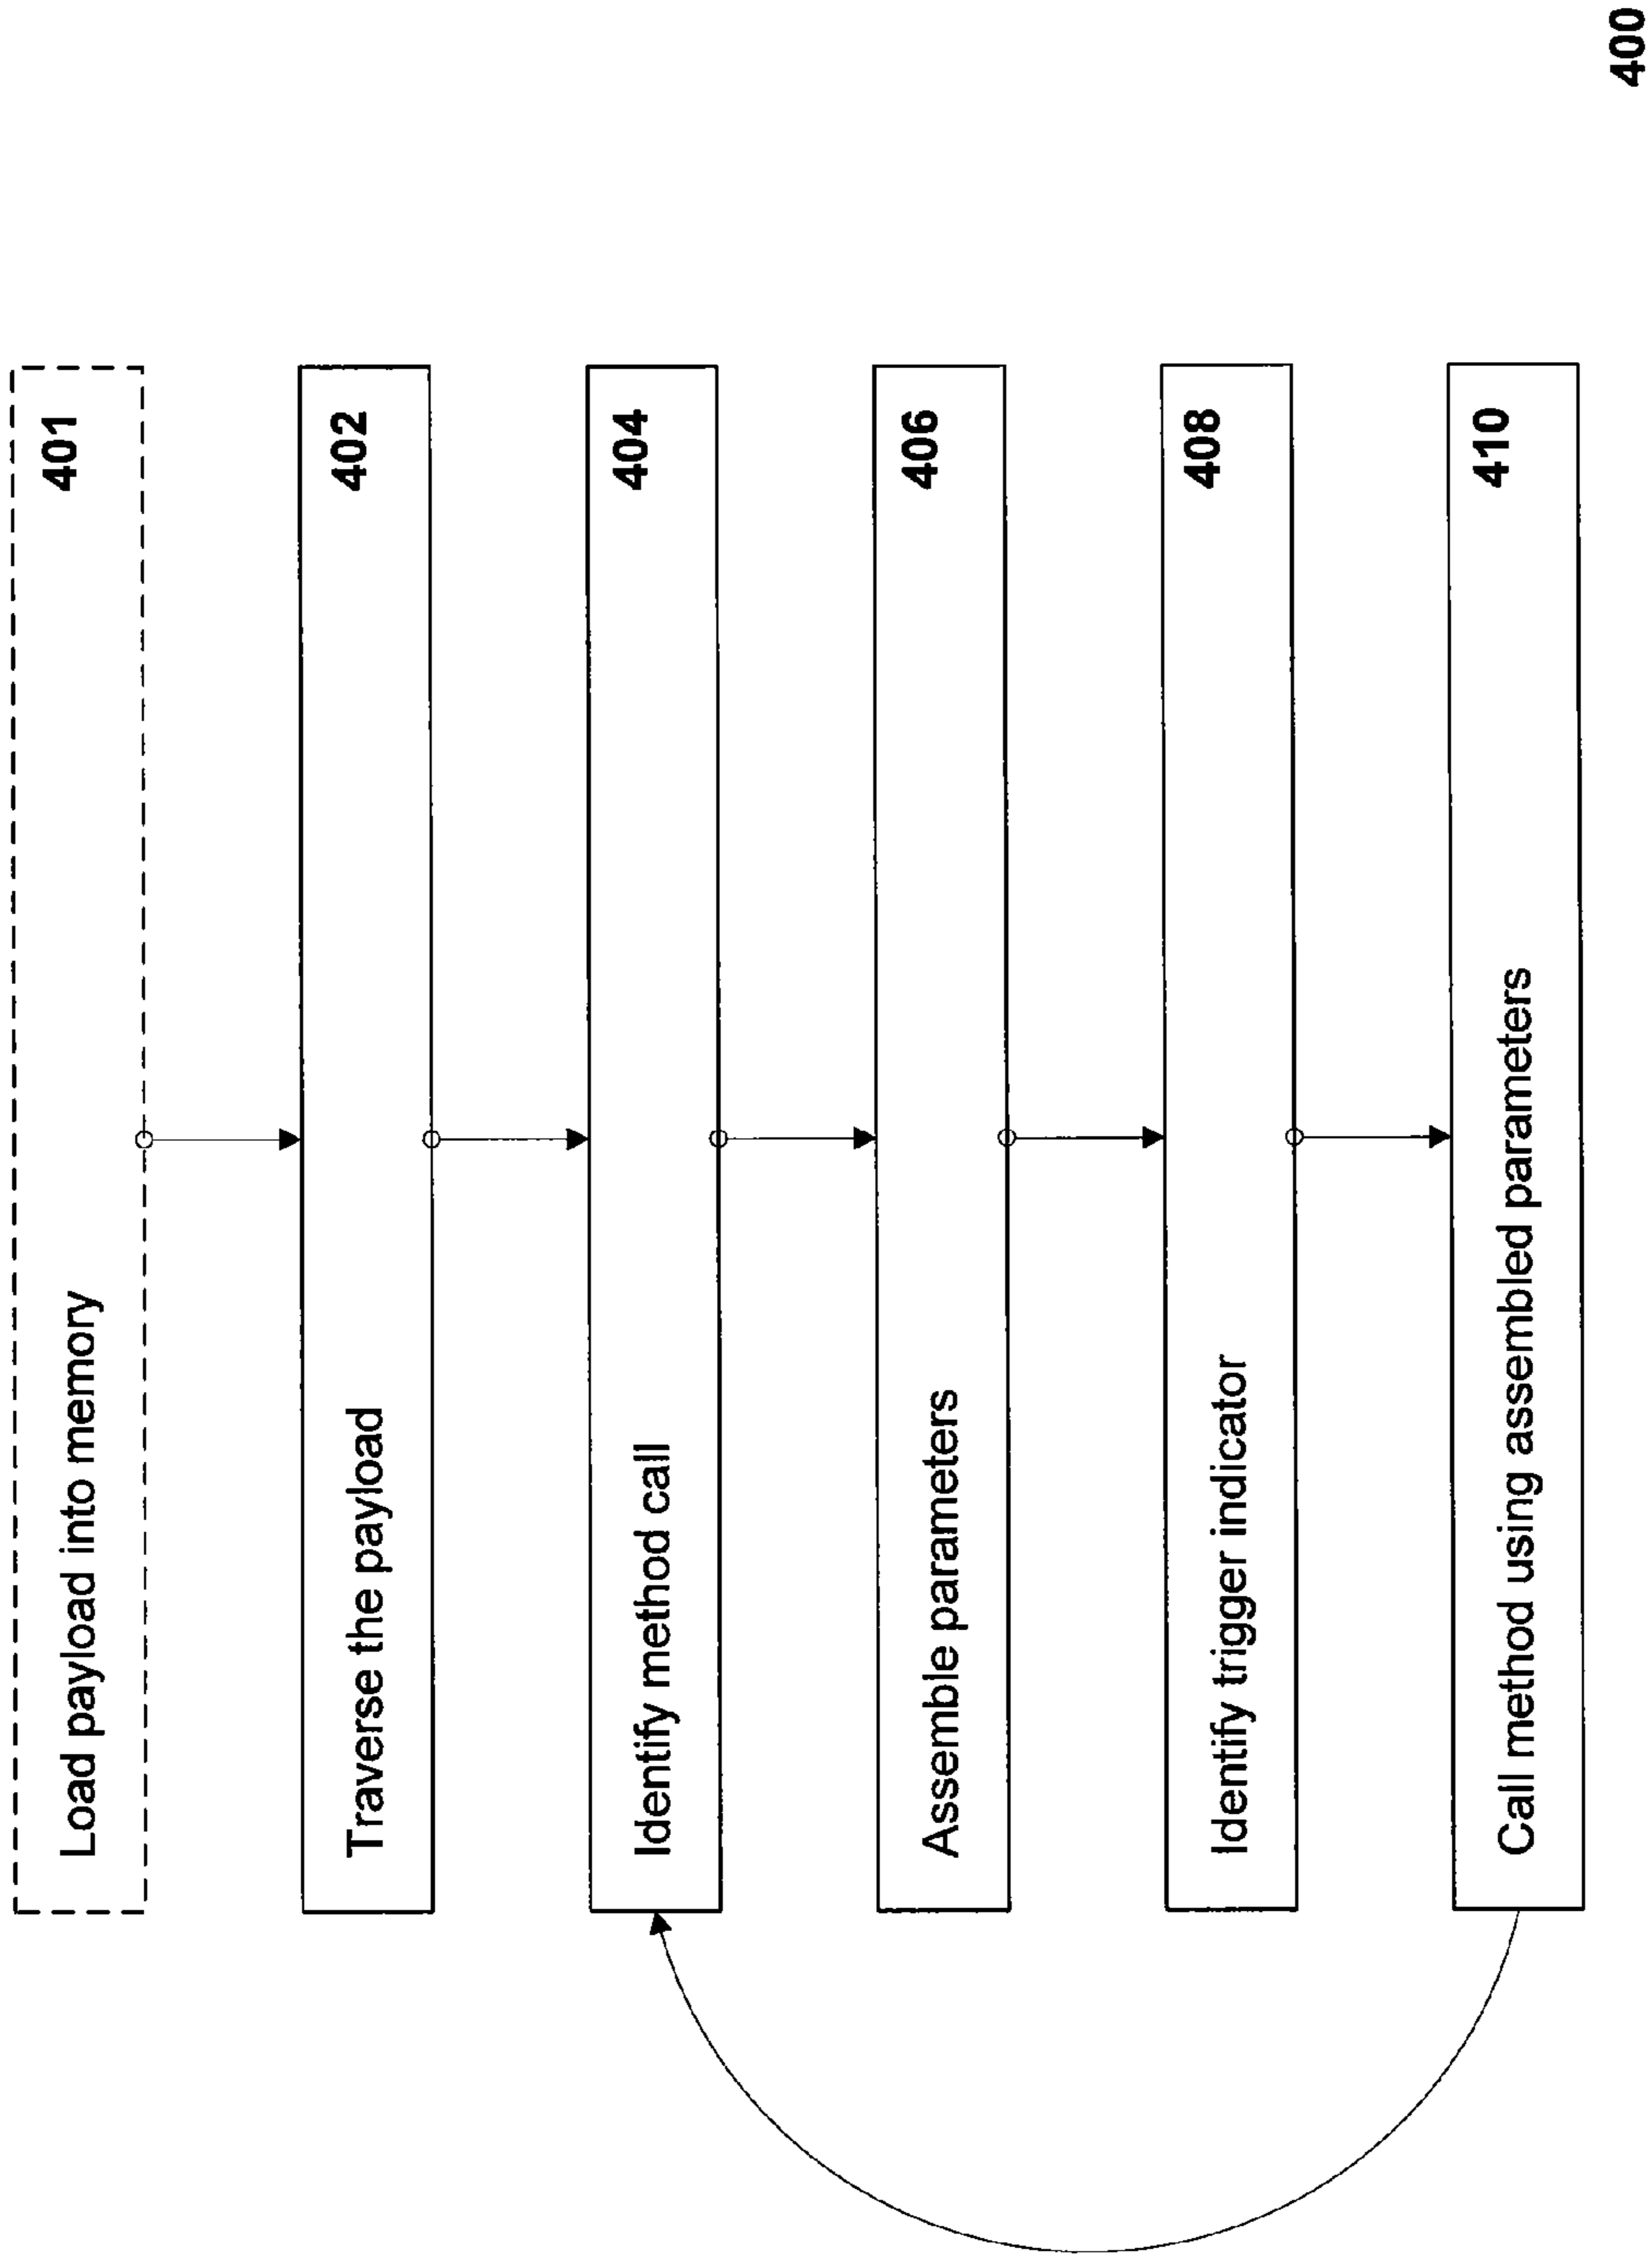 Load payload into memory 401
Traverse the payload 402
Identify method call 404
Assemble parameters 406
Identify trigger indicator 408
Call method using assembled parameters 410
400